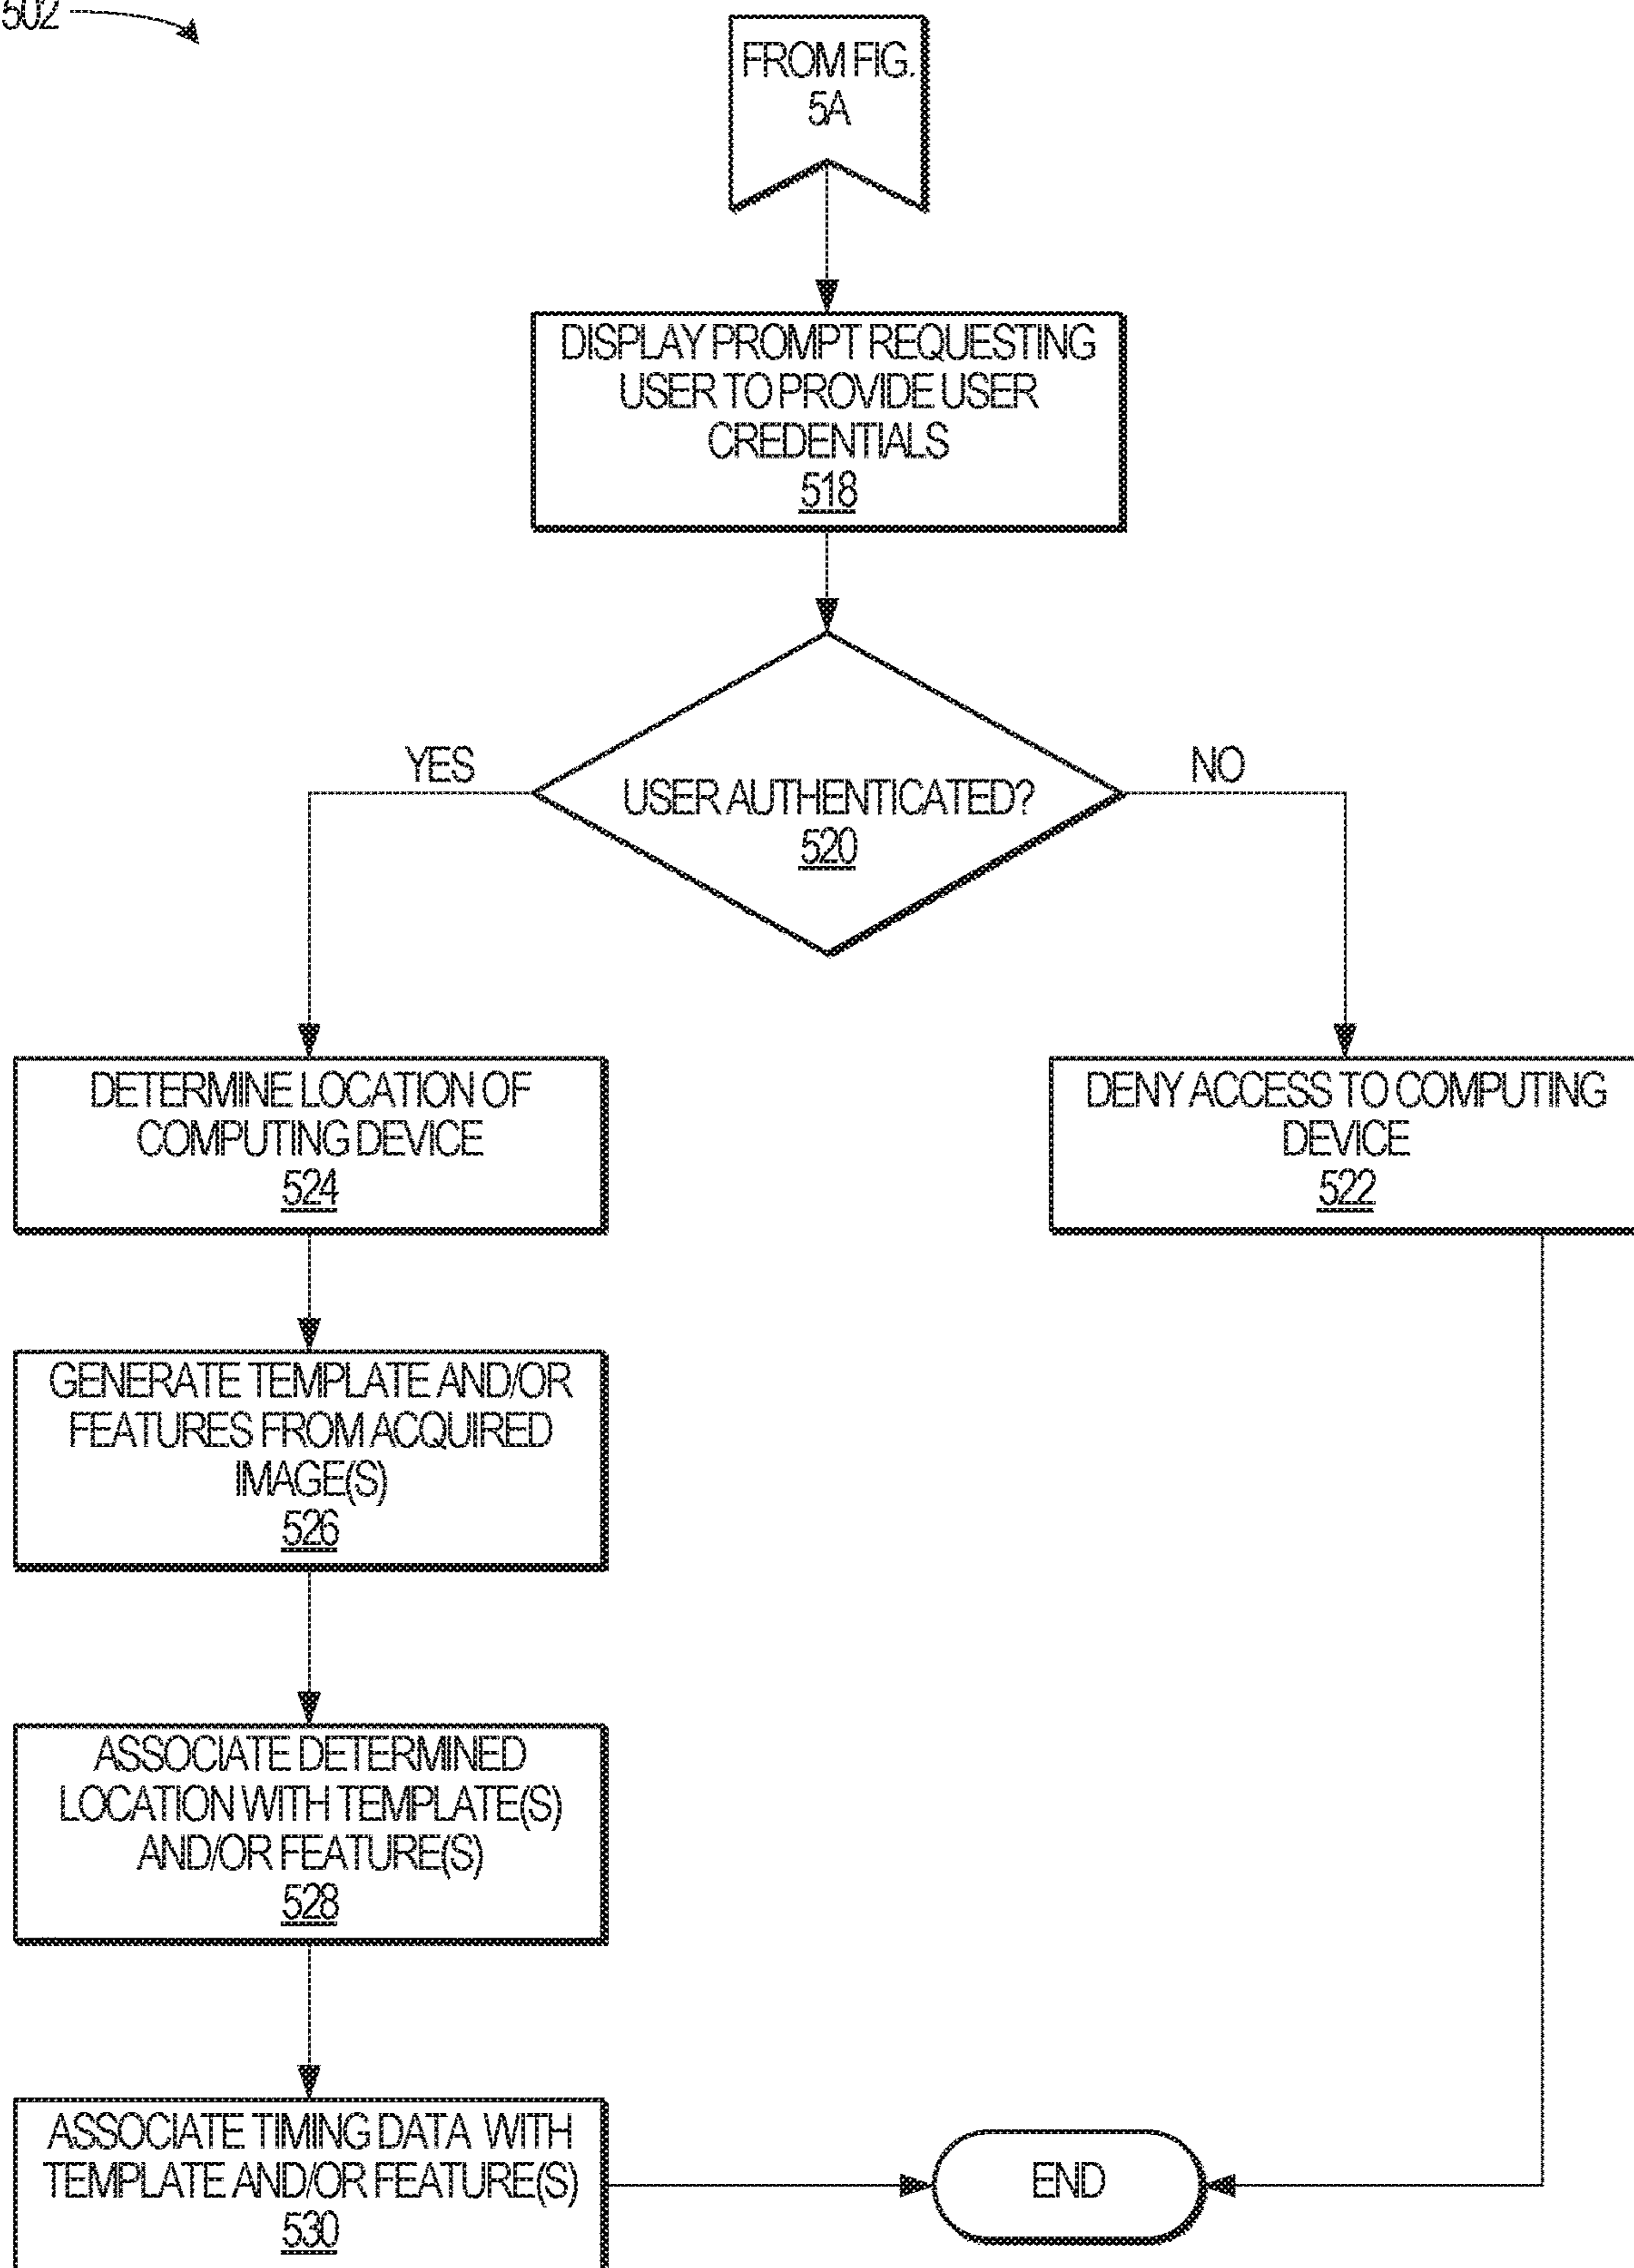 502
FROM FIG.
5A
DISPLAY PROMPT REQUESTING
USER TO PROVIDE USER
CREDENTIALS
518
YES
NO
USER AUTHENTICATED?
520
DETERMINE LOCATION OF
COMPUTING DEVICE
524
DENY ACCESS TO COMPUTING
DEVICE
522
GENERATE TEMPLATE AND/OR
FEATURES FROM ACQUIRED
IMAGE(S)
526
ASSOCIATE DETERMINED
LOCATION WITH TEMPLATE(S)
AND/OR FEATURE(S)
528
ASSOCIATE TIMING DATA WITH
TEMPLATE AND/OR FEATURE(S)
530
END